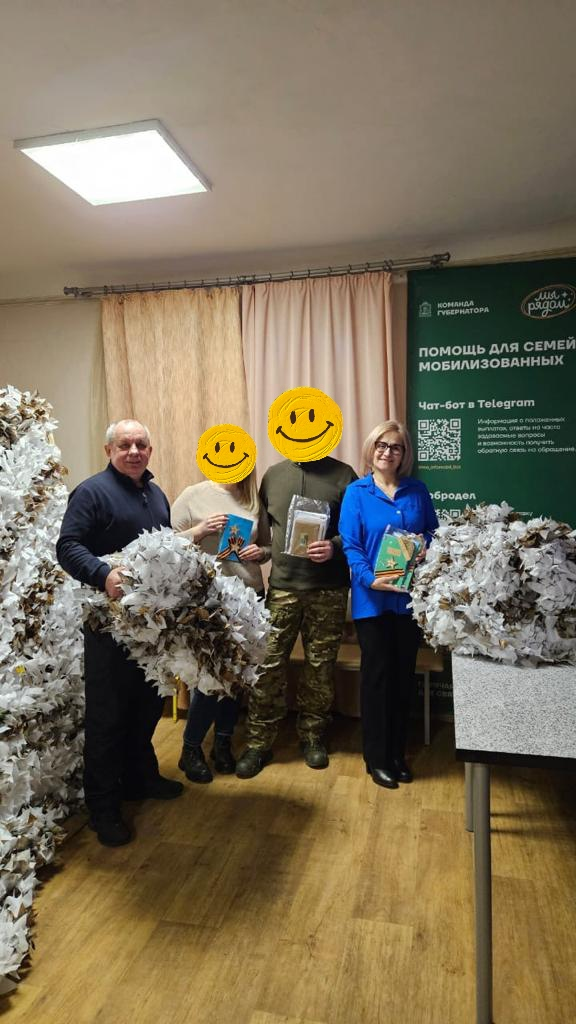 КОМАНДА
ГУБЕРНАТОРА
мы
рядом
ПОМОЩЬ ДЛЯ СЕМЕЙ
МОБИЛИЗОВАННЫХ
Чат-бот в Telegram
Информация о положенных
выплатах, ответы на часто
задаваемые вопросы
и возможность получить
обратную связь на обращение
обродел